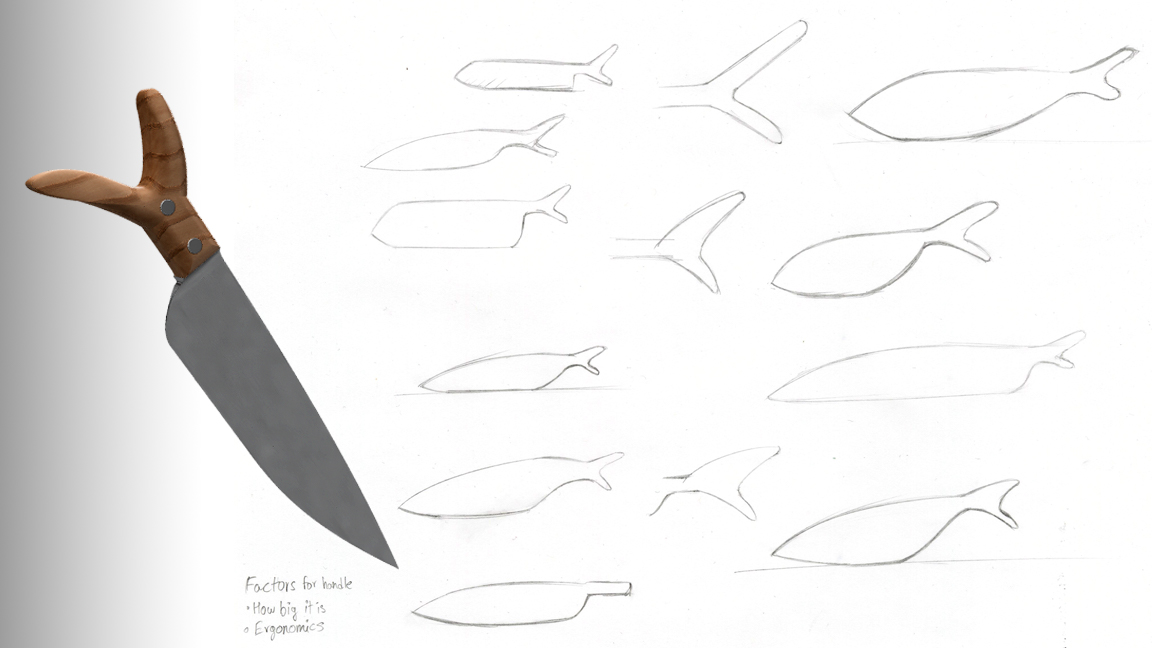 Factors for handle
• How big it is
• Ergonomics